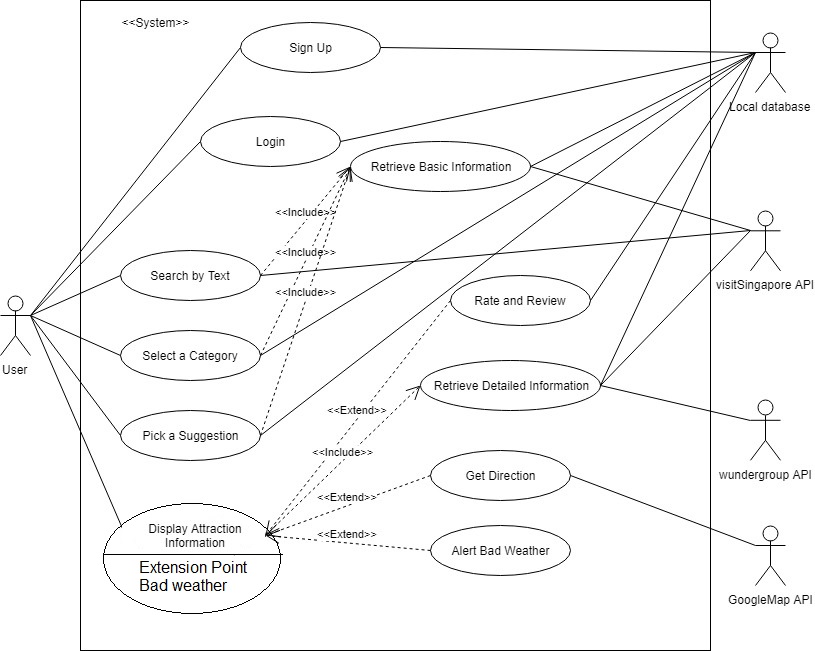 <<System>>
Sign Up
Local database
Login
Retrieve Basic Information
<<Include>>
<<Include>>
Search by Text
visitSingapore API
<<Include>>
Rate and Review
User
Select a Category
Retrieve Detailed Information
<<Extend>>
Pick a Suggestion
<<Include>>
Get Direction
wundergroup API
<<Extend>>
Display Attraction
Information
<<Extend>>
Alert Bad Weather
Extension Point
Bad weather
GoogleMap API